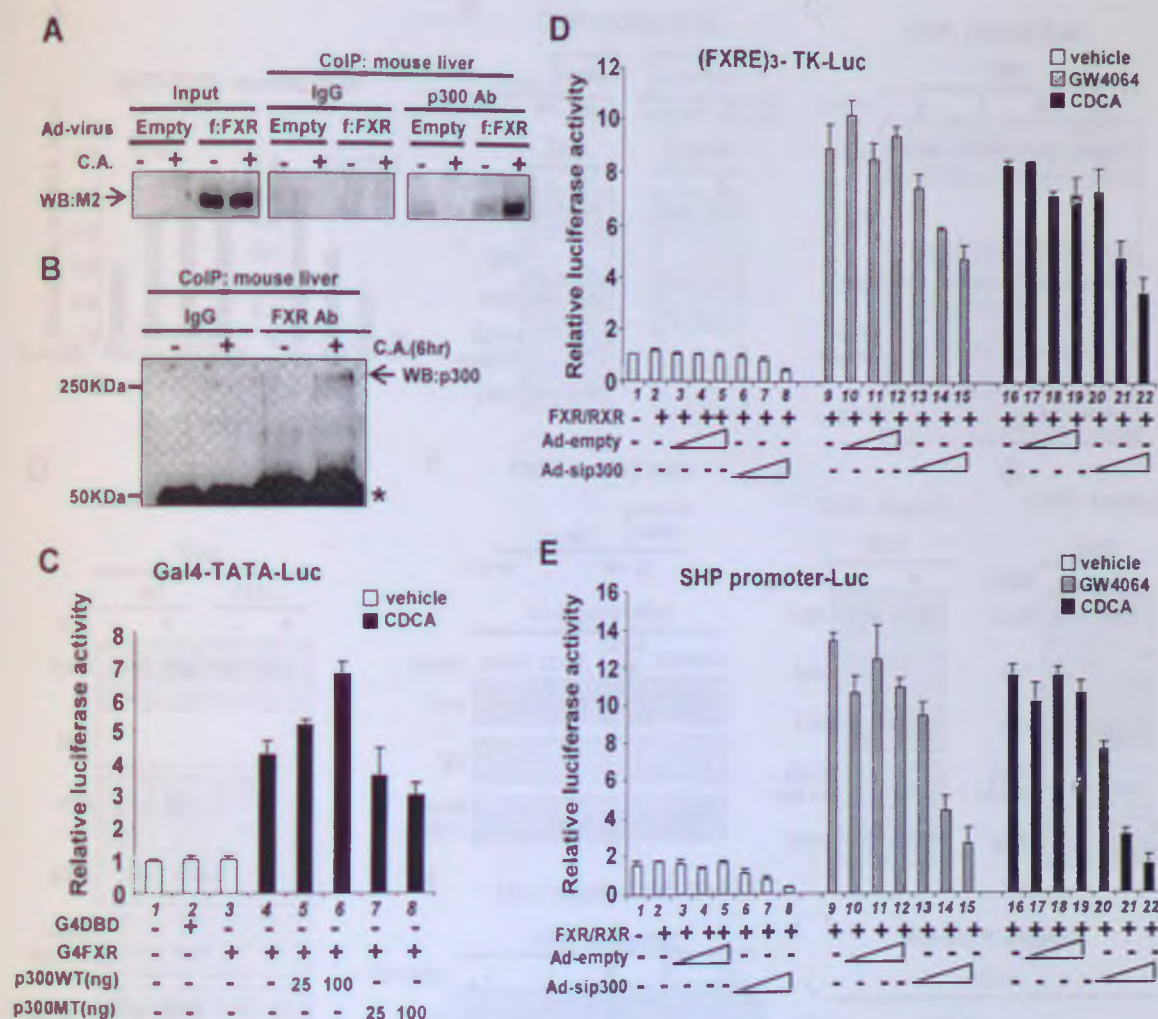 A
CoIP: mouse liver
Input IgG p300 Ab
Ad-virus Empty f:FXR Empty f:FXR Empty f:FXR
C.A. - + - + - + - + - + - +
WB:M2
B
CoIP: mouse liver
IgG FXR Ab
- + - + C.A.(6hr)
WB:p300
250KDa
50KDa *
C
Gal4-TATA-Luc
vehicle
CDCA
Relative luciferase activity
8
7
6
5
4
3
2
1
0
1 2 3 4 5 6 7 8
G4DBD - + - - - - - -
G4FXR - - + + + + + +
p300WT(ng) - - - - 25 100 - -
p300MT(ng) - - - - - - 25 100
D
(FXRE)3- TK-Luc
vehicle
GW4064
CDCA
Relative luciferase activity
12
10
8
6
4
2
0
1 2 3 4 5 6 7 8 9 10 11 12 13 14 15 16 17 18 19 20 21 22
FXR/RXR - + + + + + + + + + + + + + + + + + + + + +
Ad-empty - - - - - - - - - - -
Ad-sip300 - - - - - - - - - - - - -
E
SHP promoter-Luc
vehicle
GW4064
CDCA
Relative luciferase activity
16
14
12
10
8
6
4
2
0
1 2 3 4 5 6 7 8 9 10 11 12 13 14 15 16 17 18 19 20 21 22
FXR/RXR - + + + + + + + + + + + + + + + + + + + + +
Ad-empty - - - - - - - - - - -
Ad-sip300 - - - - - - - - - - - - -